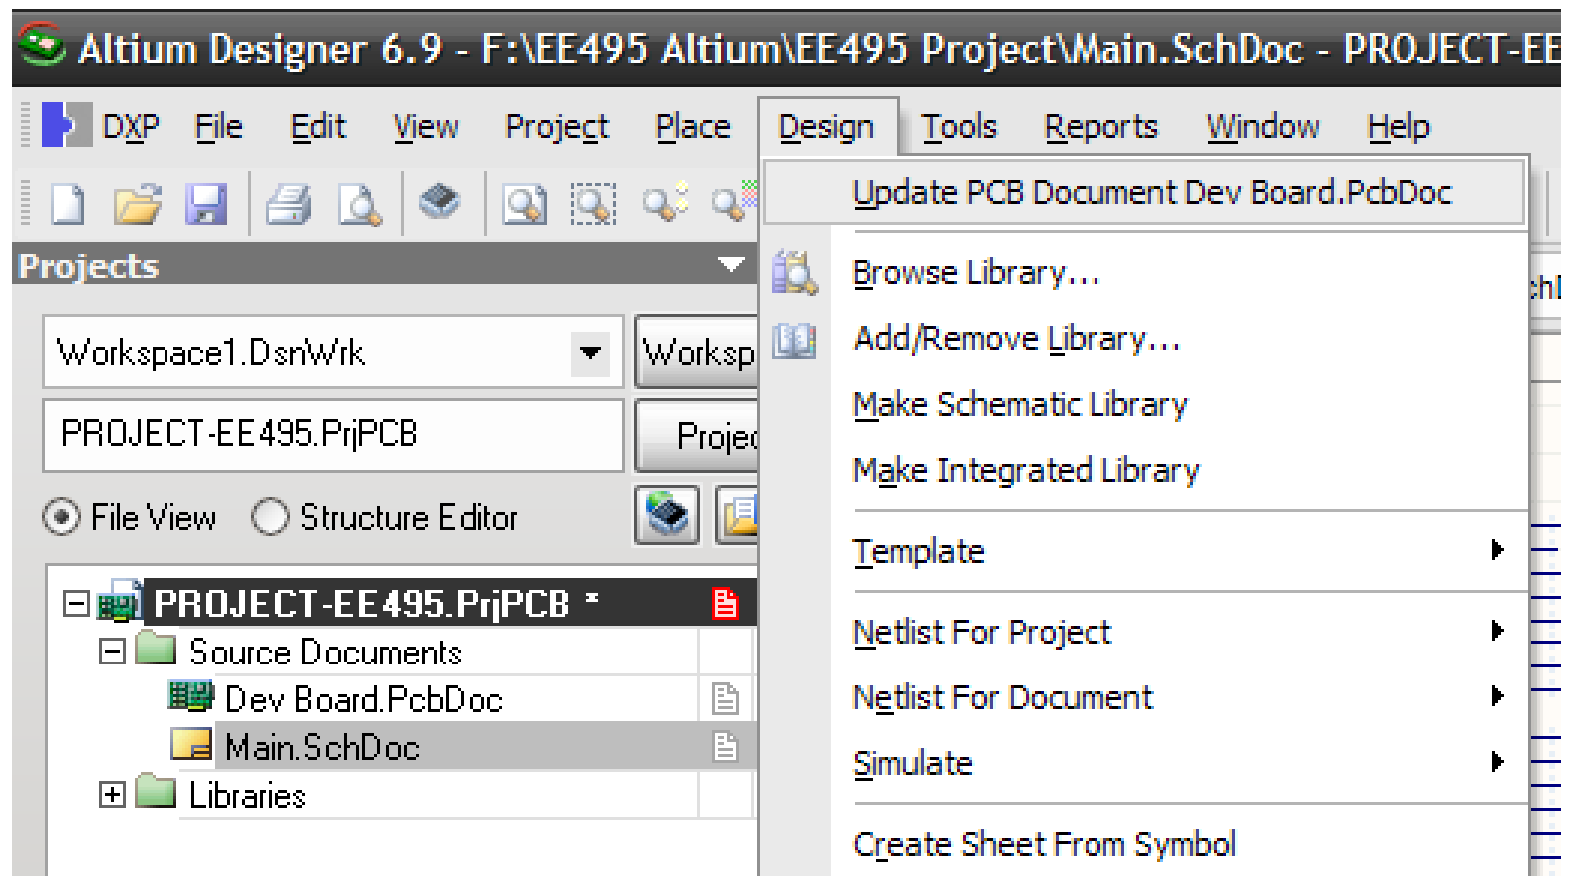 Altium Designer 6.9 - F:\EE495 Altium\EE495 Project\Main.SchDoc - PROJECT-EE
DXP File Edit View Project Place Design Tools Reports Window Help
Update PCB Document Dev Board.PcbDoc
Projects
Browse Library...
Workspace1.DsnWrk Worksp
Add/Remove Library...
Make Schematic Library
PROJECT-EE495.PrjPCB Projec
Make Integrated Library
File View Structure Editor
Template
PROJECT-EE495.PrjPCB *
Netlist For Project
Source Documents
Dev Board.PcbDoc
Netlist For Document
Main.SchDoc
Simulate
Libraries
Create Sheet From Symbol